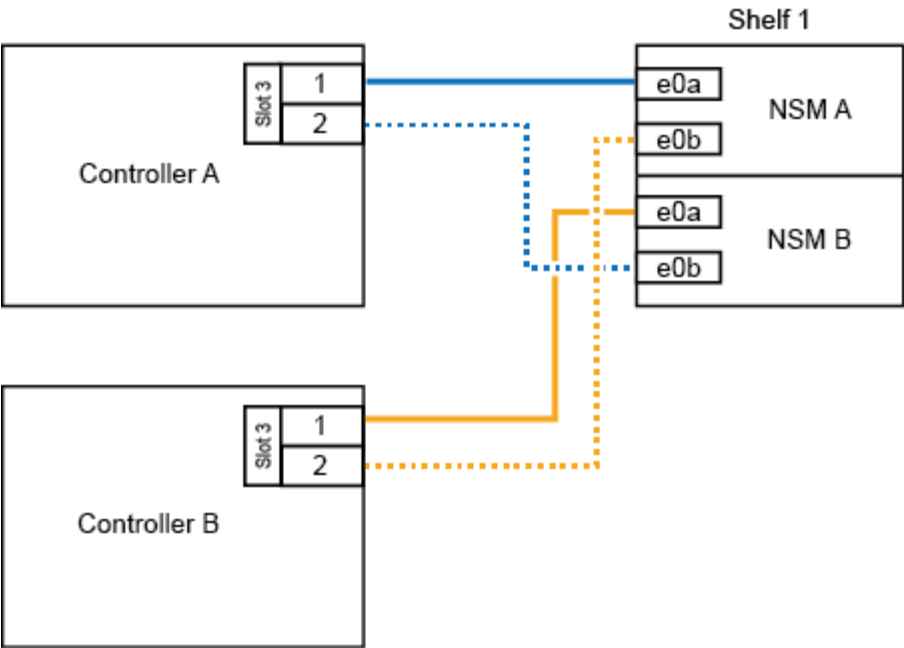 Shelf 1
Slot 3
1
2
Controller A
e0a
e0b
NSM A
e0a
e0b
NSM B
Slot 3
1
2
Controller B